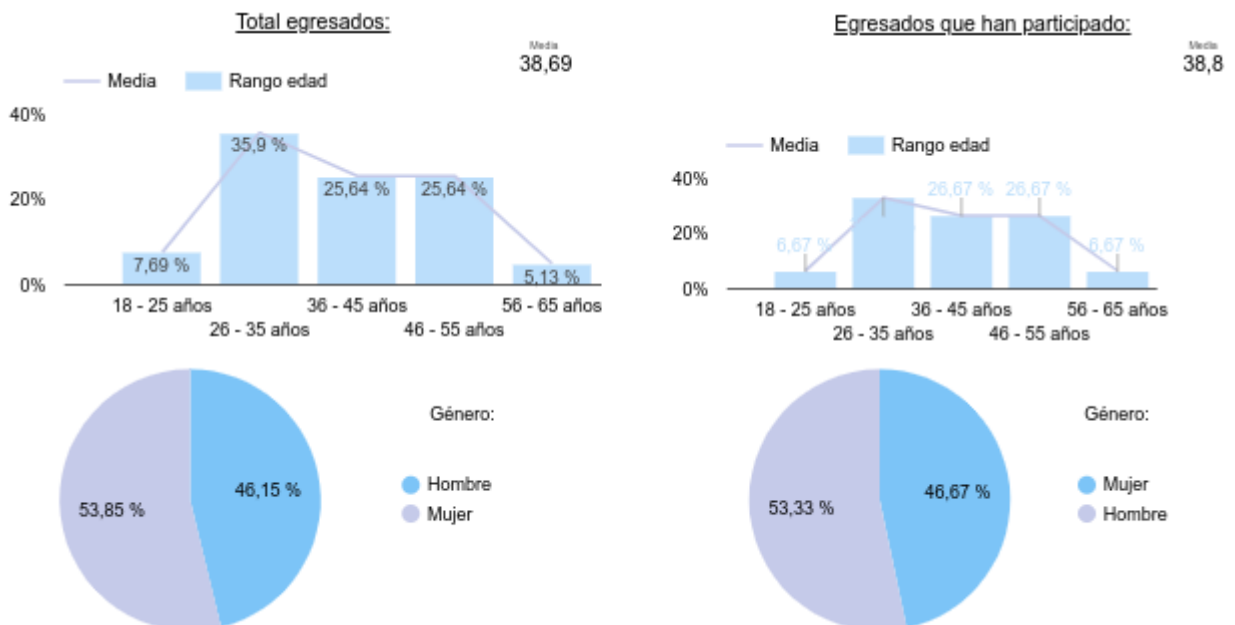 Total egresados:
Media
38,69
Media
Rango edad
40%
20%
0%
7,69 %
35,9 %
25,64 %
25,64 %
5,13 %
18 - 25 años
26 - 35 años
36 - 45 años
46 - 55 años
56 - 65 años
53,85 %
46,15 %
Género:
Hombre
Mujer
Egresados que han participado:
Media
38,8
Media
Rango edad
40%
20%
0%
6,67 %
26,67 %
26,67 %
6,67 %
18 - 25 años
26 - 35 años
36 - 45 años
46 - 55 años
56 - 65 años
53,33 %
46,67 %
Género:
Mujer
Hombre